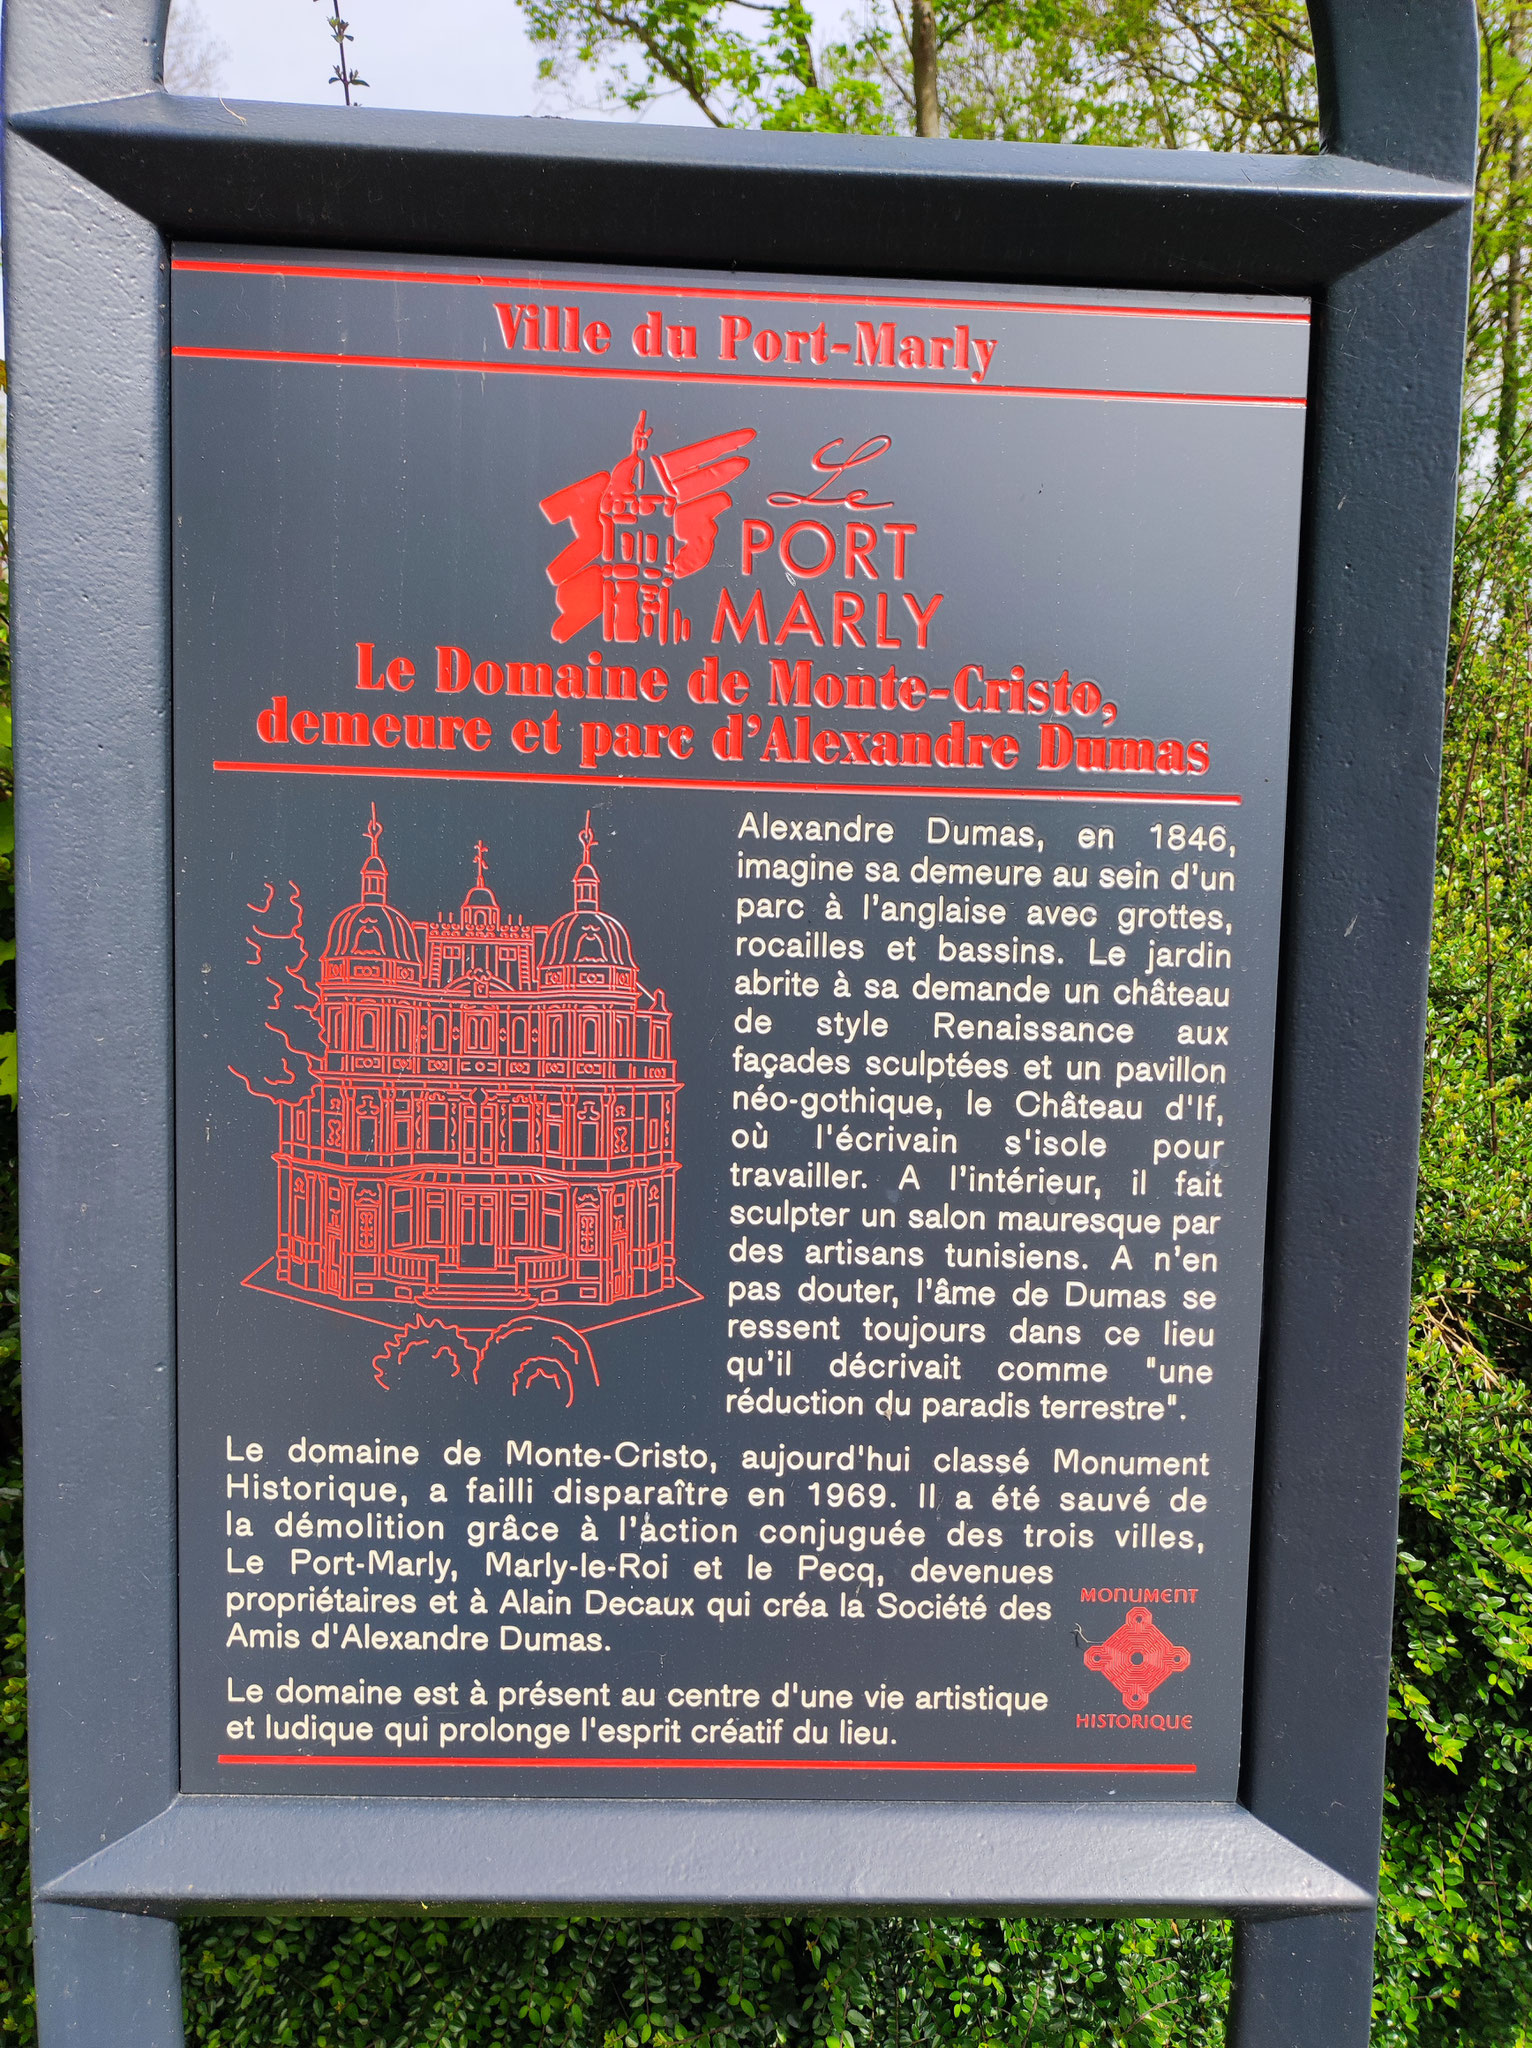 Ville du Port-Marly
Le
PORT
MARLY
Le Domaine de Monte-Cristo,
demeure et parc d'Alexandre Dumas
Alexandre Dumas, en 1846,
imagine sa demeure au sein d'un
parc à l'anglaise avec grottes,
rocailles et bassins. Le jardin
abrite à sa demande un château
de style Renaissance aux
façades sculptées et un pavillon
néo-gothique, le Château d'If,
où l'écrivain s'isole pour
travailler. A l'intérieur, il fait
sculpter un salon mauresque par
des artisans tunisiens. A n'en
pas douter, l'âme de Dumas se
ressent toujours dans ce lieu
qu'il décrivait comme "une
réduction du paradis terrestre".
Le domaine de Monte-Cristo, aujourd'hui classé Monument
Historique, a failli disparaître en 1969. Il a été sauvé de
la démolition grâce à l'action conjuguée des trois villes,
Le Port-Marly, Marly-le-Roi et le Pecq, devenues
propriétaires et à Alain Decaux qui créa la Société des
Amis d'Alexandre Dumas.
Le domaine est à présent au centre d'une vie artistique
et ludique qui prolonge l'esprit créatif du lieu.
MONUMENT
HISTORIQUE